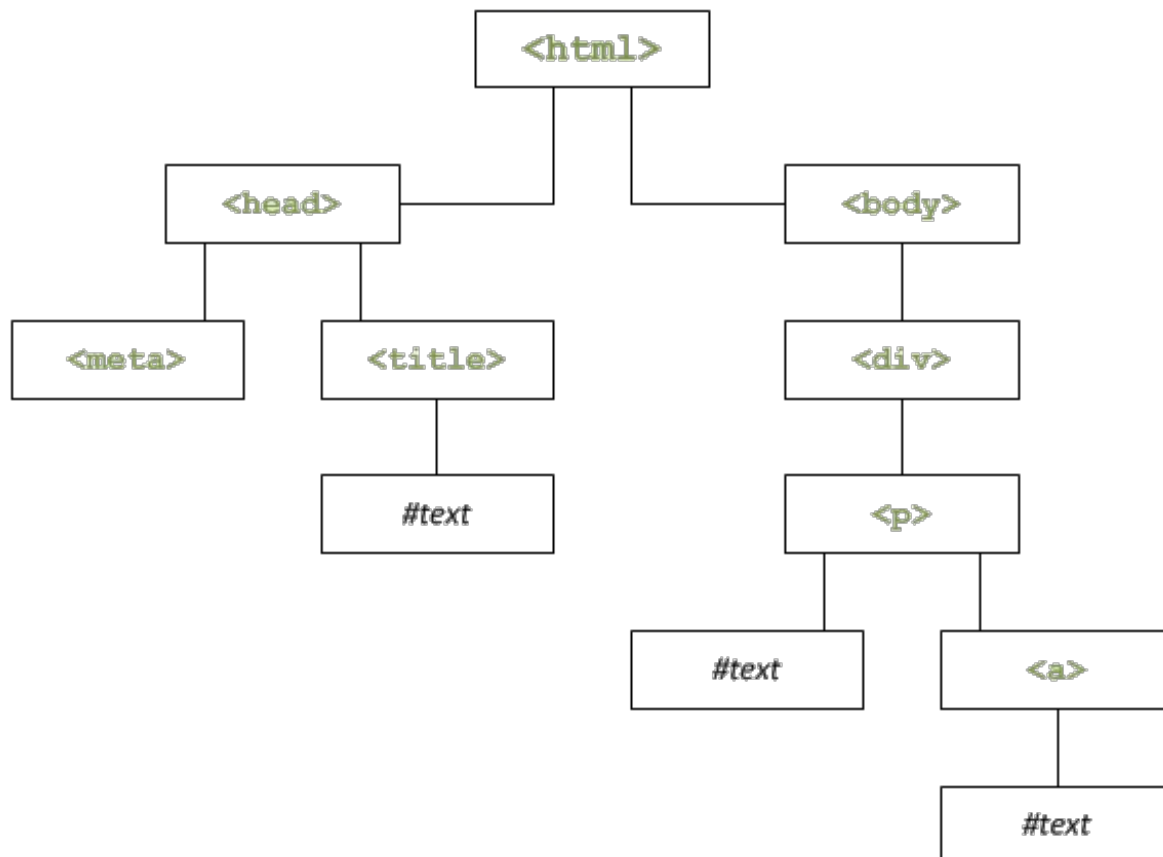 <html>
<head>
<body>
<meta>
<title>
<div>
#text
<p>
#text
<a>
#text